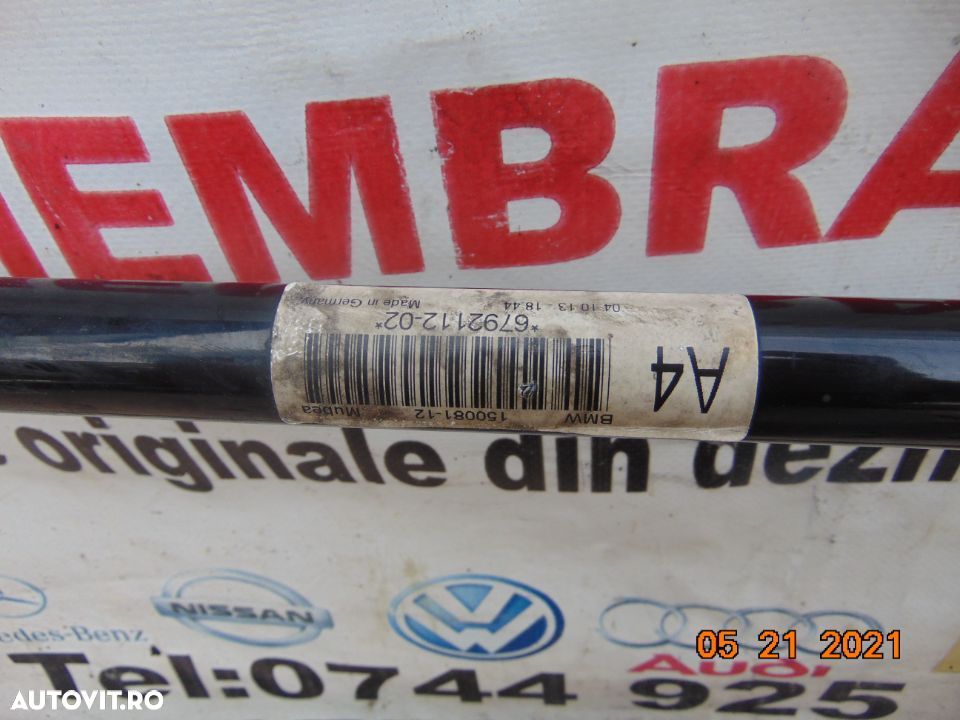 EMBRA
A4
BMW
150081-12
Mubea
*6792112-02*
04.10.13 - 18:44
Made in Germany
originale din dezm
NISSAN
edes-Benz
AUDI
Tel:0744 925
05 21 2021
AUTOVIT.RO